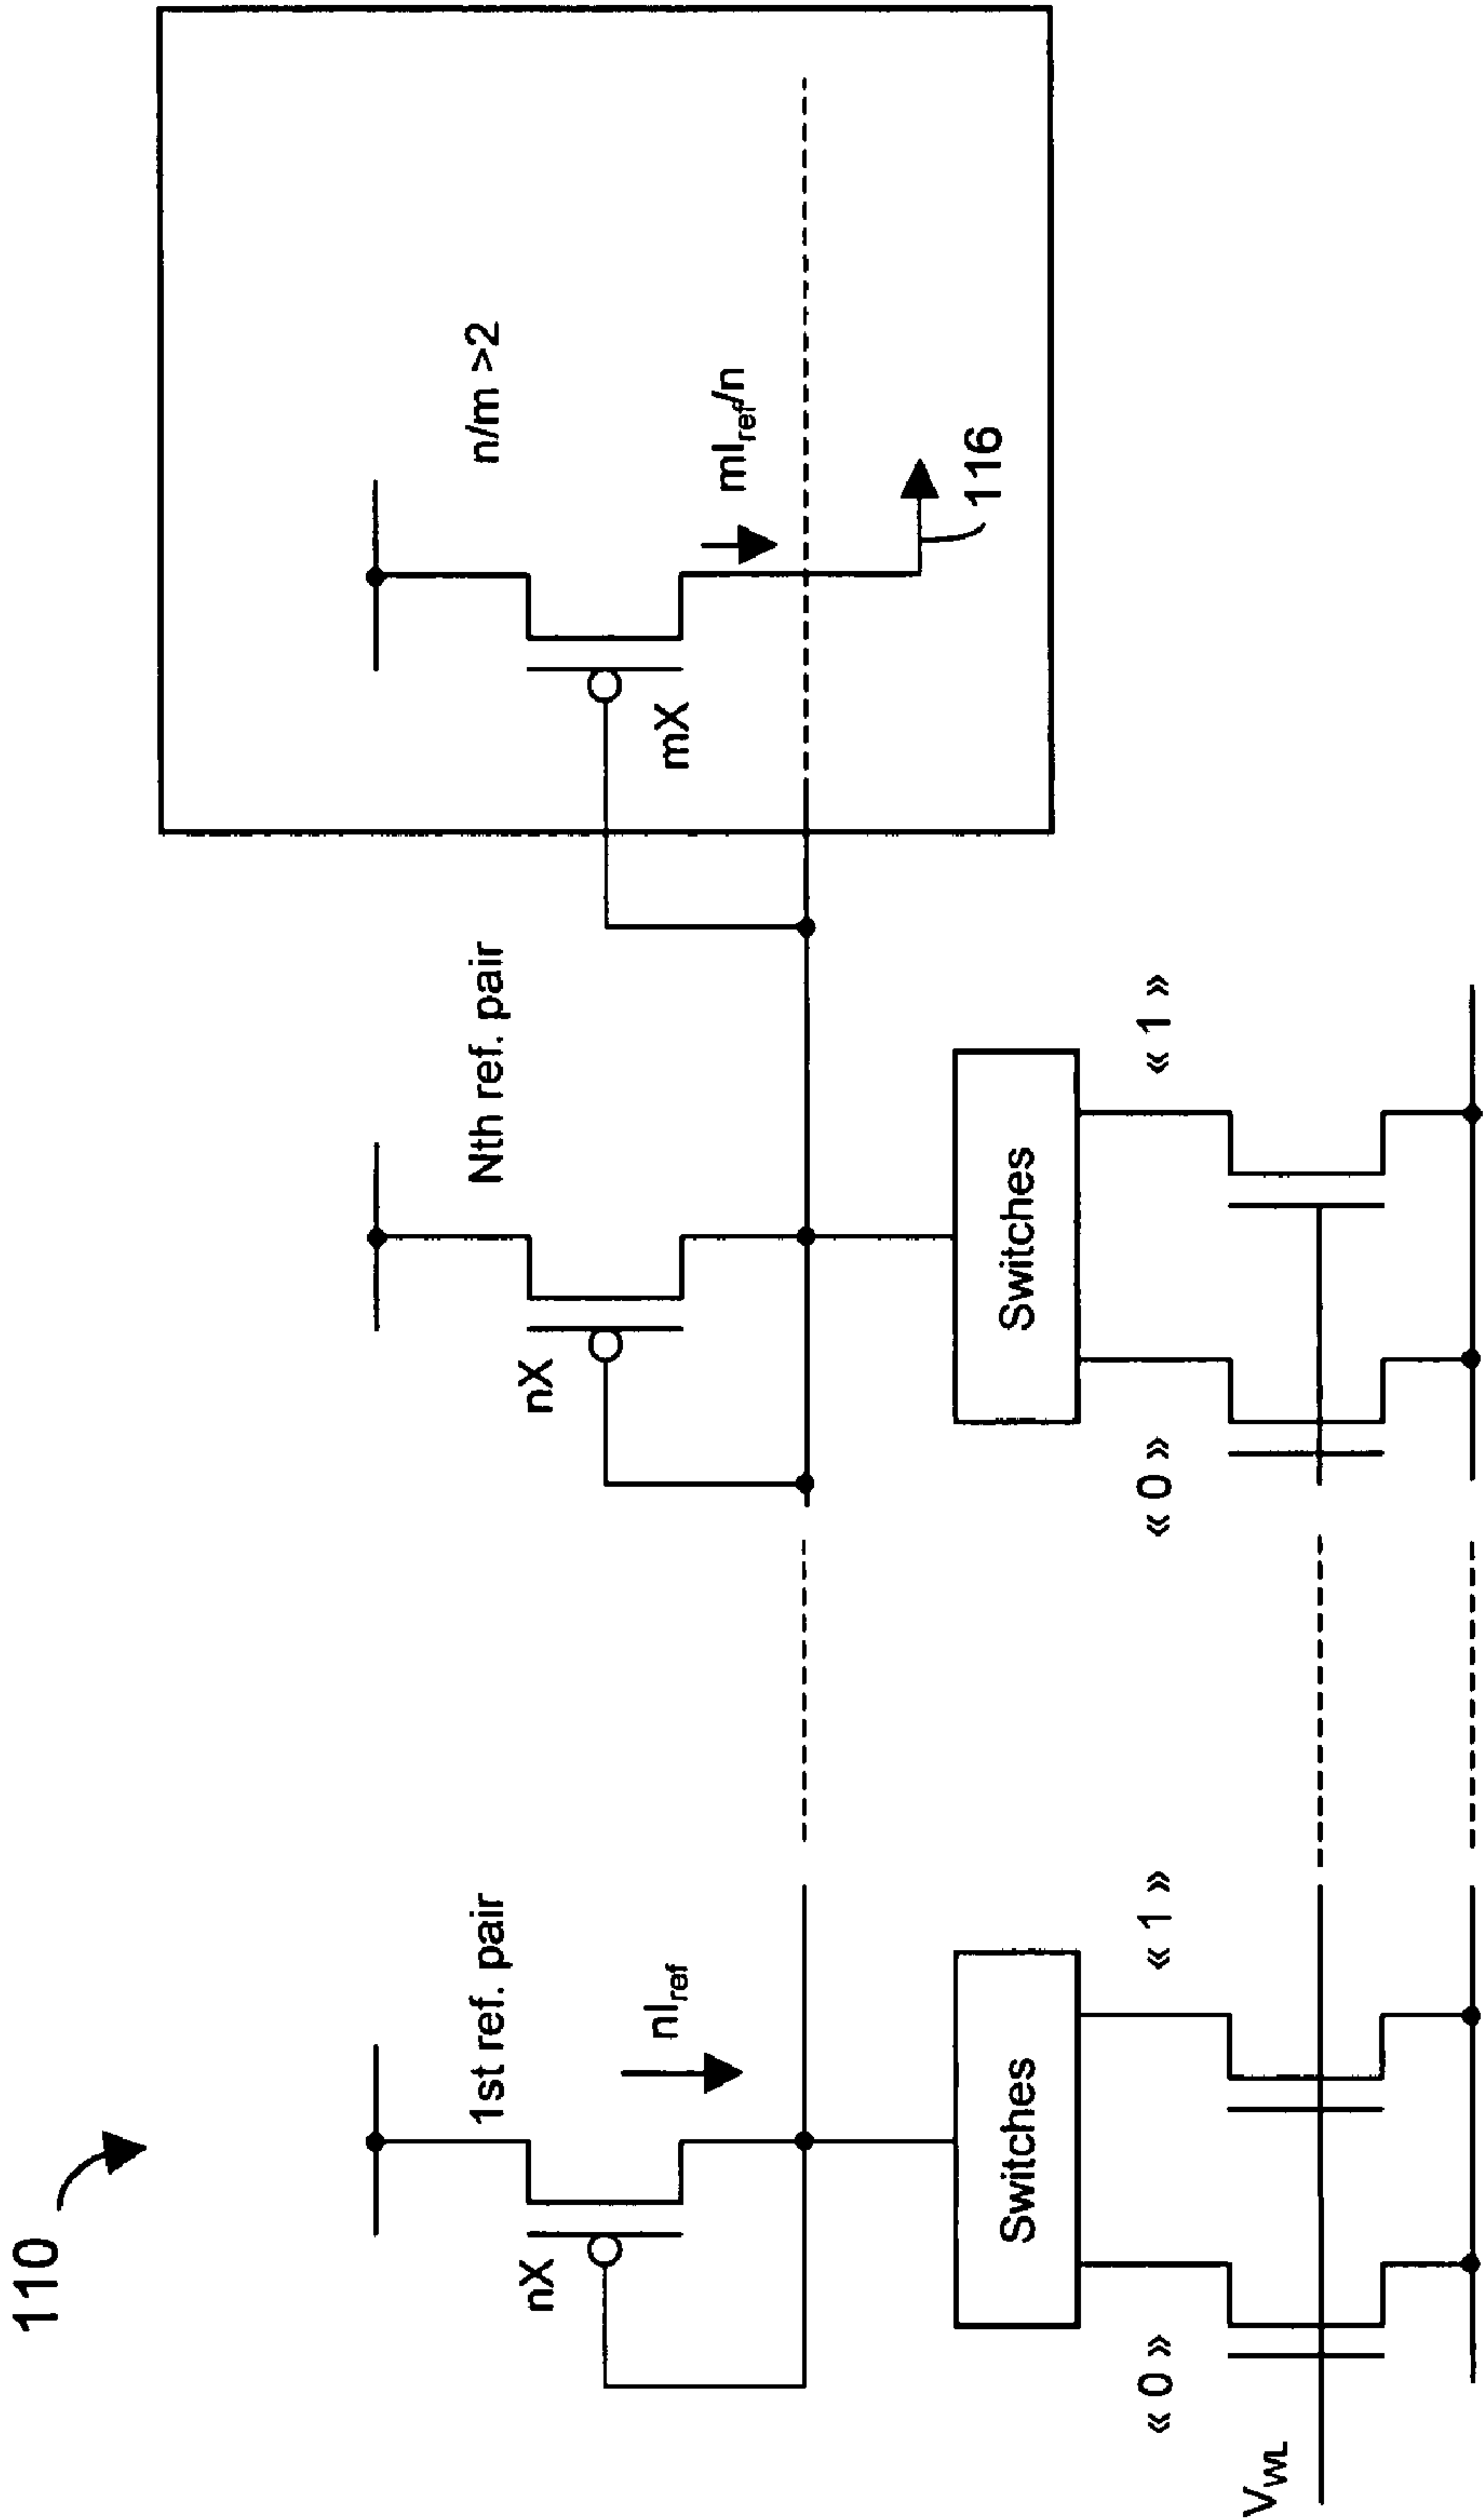 110
1st ref. pair
Nth ref. pair
n/m >2
nX
nI_ref
nX
mX
mI_ref/n
116
Switches
Switches
« 0 »
« 1 »
« 0 »
« 1 »
V_WL